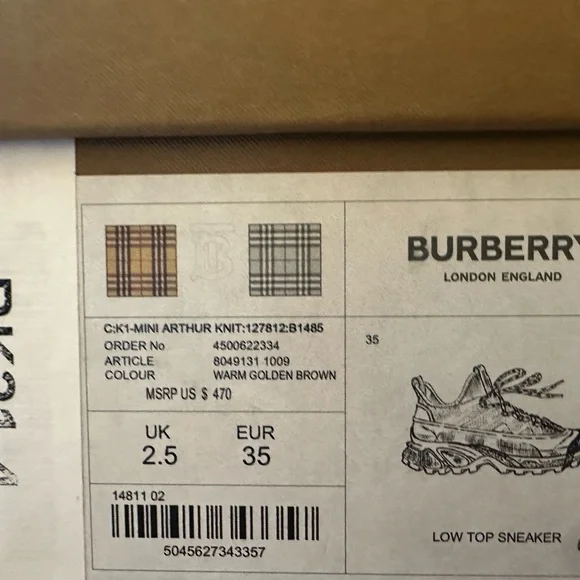 BURBERRY
LONDON ENGLAND
C:K1-MINI ARTHUR KNIT:127812:B1485
ORDER No 4500622334
ARTICLE 8049131 1009
COLOUR WARM GOLDEN BROWN
MSRP US $ 470
35
UK EUR
2.5 35
14811 02
5045627343357
LOW TOP SNEAKER